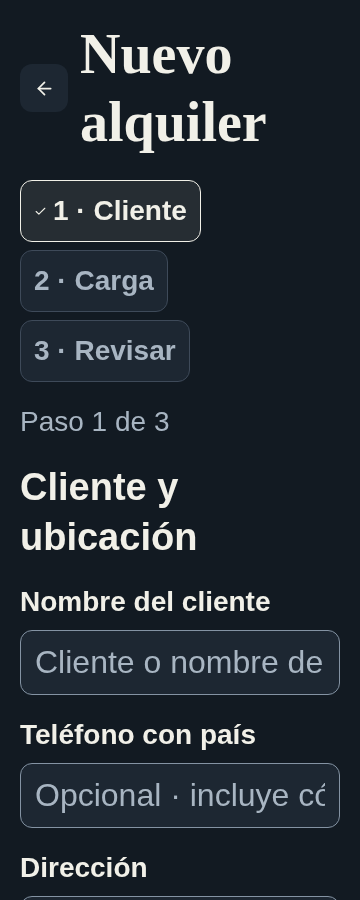 Nuevo
alquiler
1 · Cliente
2 · Carga
3 · Revisar
Paso 1 de 3
Cliente y
ubicación
Nombre del cliente
Cliente o nombre de
Teléfono con país
Opcional · incluye có
Dirección